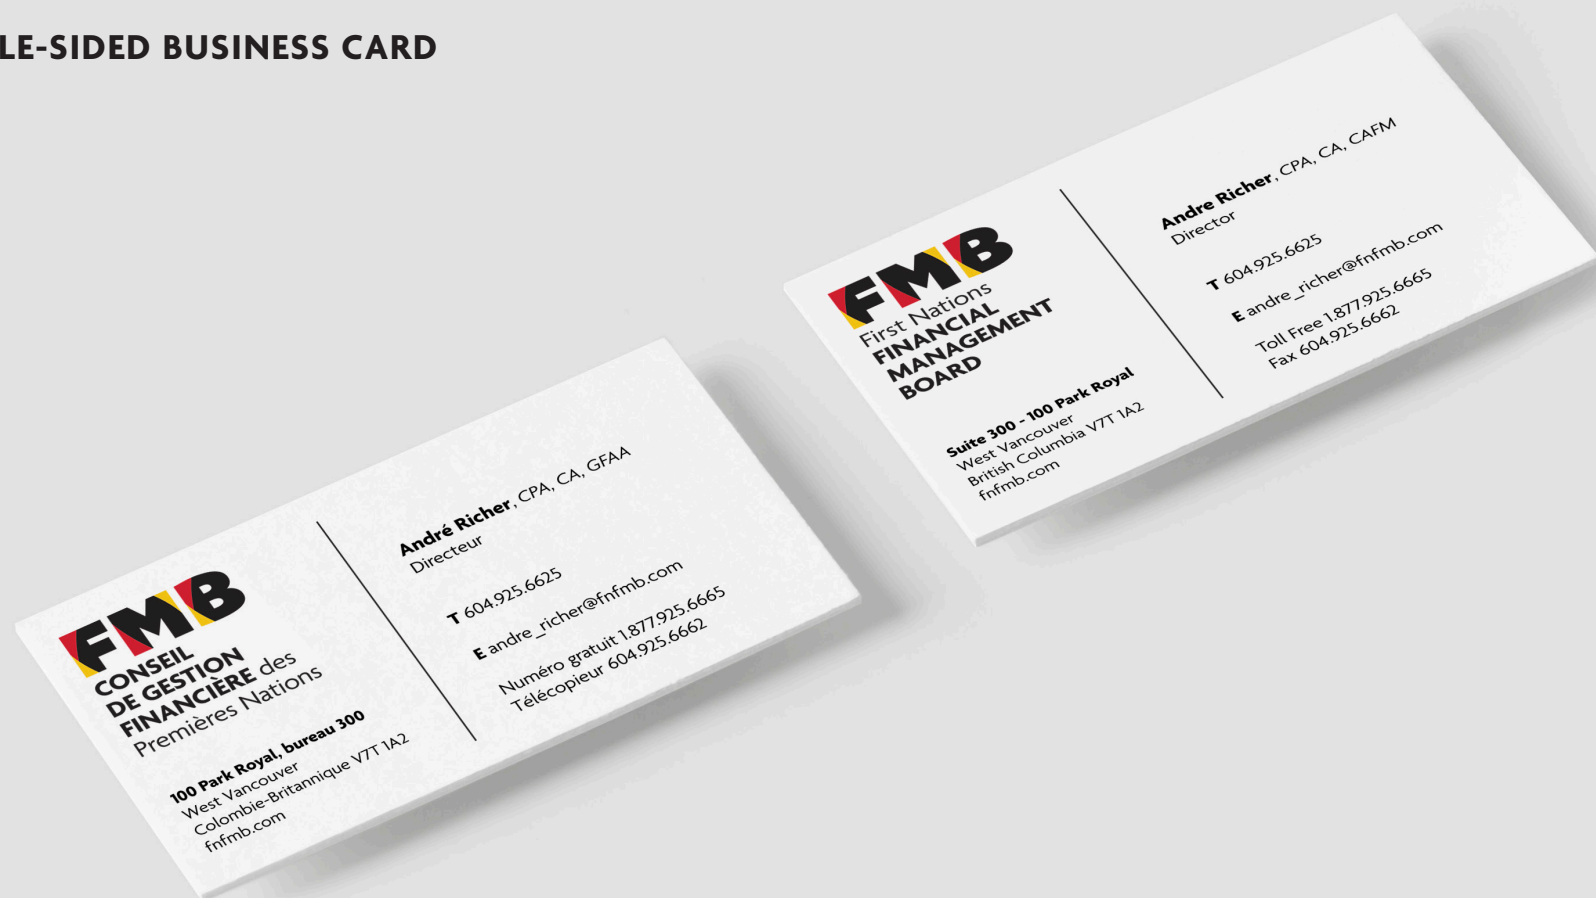 LE-SIDED BUSINESS CARD
FMB
CONSEIL
DE GESTION
FINANCIÈRE des
Premières Nations
100 Park Royal, bureau 300
West Vancouver
Colombie-Britannique V7T 1A2
fnfmb.com
André Richer, CPA, CA, GFAA
Directeur
T 604.925.6625
E andre_richer@fnfmb.com
Numéro gratuit 1.877.925.6665
Télécopieur 604.925.6662
FMB
First Nations
FINANCIAL
MANAGEMENT
BOARD
Suite 300 - 100 Park Royal
West Vancouver
British Columbia V7T 1A2
fnfmb.com
Andre Richer, CPA, CA, CAFM
Director
T 604.925.6625
E andre_richer@fnfmb.com
Toll Free 1.877.925.6665
Fax 604.925.6662